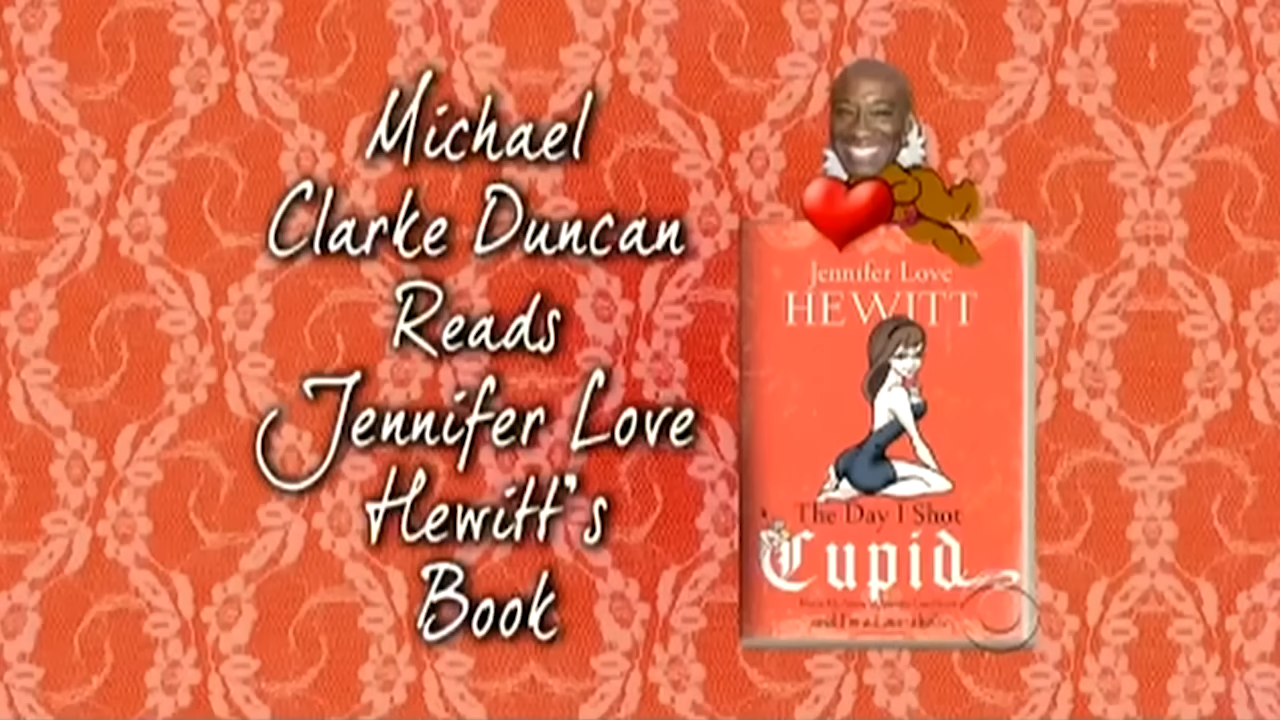 Michael
Clarke Duncan
Reads
Jennifer Love
Hewitt's
Book
Jennifer Love
HEWITT
The Day I Shot
Cupid